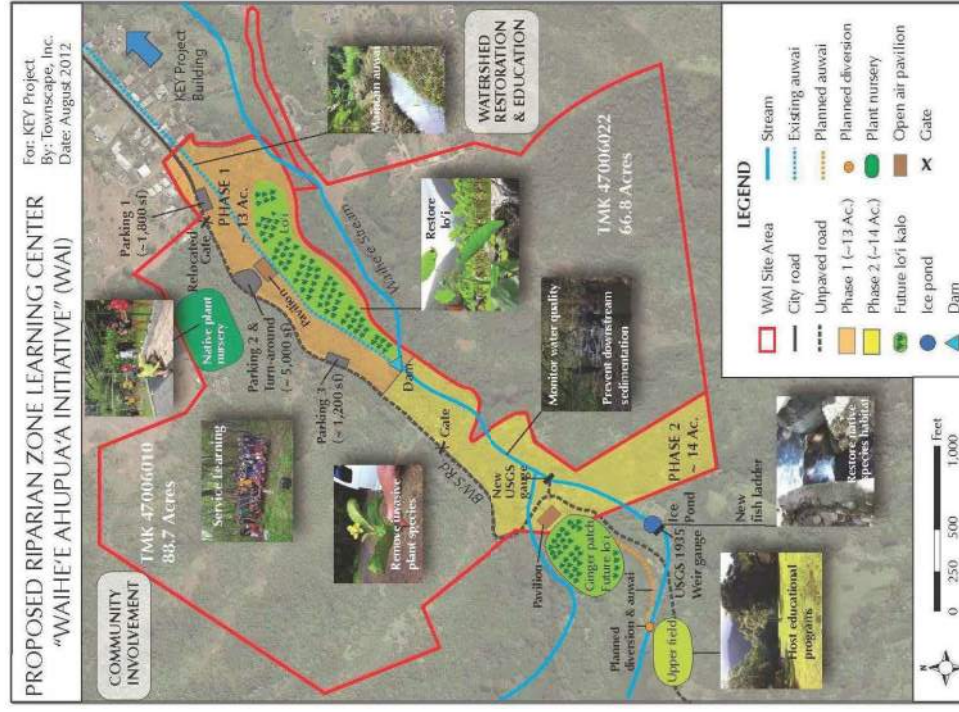 PROPOSED RIPARIAN ZONE LEARNING CENTER
"WAIHE'E AHUPUA'A INITIATIVE" (WAI)
For: KEY Project
By: Townscape, Inc.
Date: August 2012
COMMUNITY
INVOLVEMENT
TMK 47006010
88.7 Acres
Service Learning
Native plant
nursery
Parking 1
(~1,800 sf)
Relocated
Gate
KEY Project
Building
PHASE 1
~ 13 Ac.
Lo'i
Maintain auwai
WATERSHED
RESTORATION
& EDUCATION
Parking 2 &
Turn-around
(~ 5,000 sf)
Pavilion
Waihe'e Stream
Parking 3
(~ 1,200 sf)
Dam
Restore
lo'i
TMK 47006022
66.8 Acres
Remove invasive
plant species
BWS Rd
Gate
Monitor water quality
Prevent downstream
sedimentation
New
USGS
gauge
PHASE 2
~ 14 Ac.
Pavilion
Ginger patch
Future lo'i
Planned
diversion & auwai
USGS 1935
Weir gauge
Ice
Pond
Upper field
New
fish ladder
Restore native
species habitat
Host educational
programs
LEGEND
WAI Site Area
City road
Unpaved road
Phase 1 (~13 Ac.)
Phase 2 (~14 Ac.)
Future lo'i kalo
Ice pond
Dam
Stream
Existing auwai
Planned auwai
Planned diversion
Plant nursery
Open air pavilion
Gate
N
0 250 500 1,000
Feet